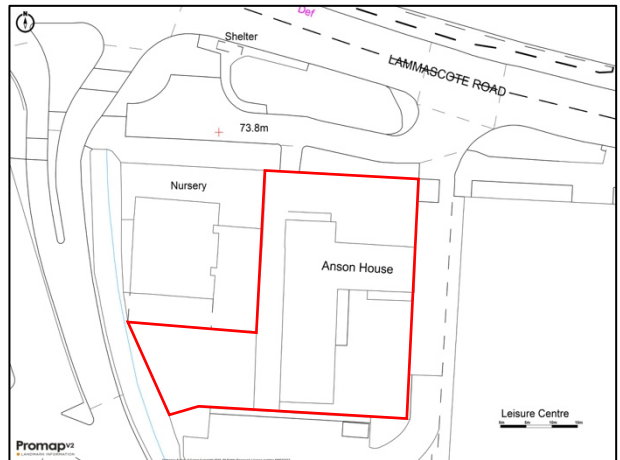 Def
Shelter
LAMMASCOTE ROAD
73.8m
Nursery
Anson House
Leisure Centre
Promap v2
LANDMARK INFORMATION